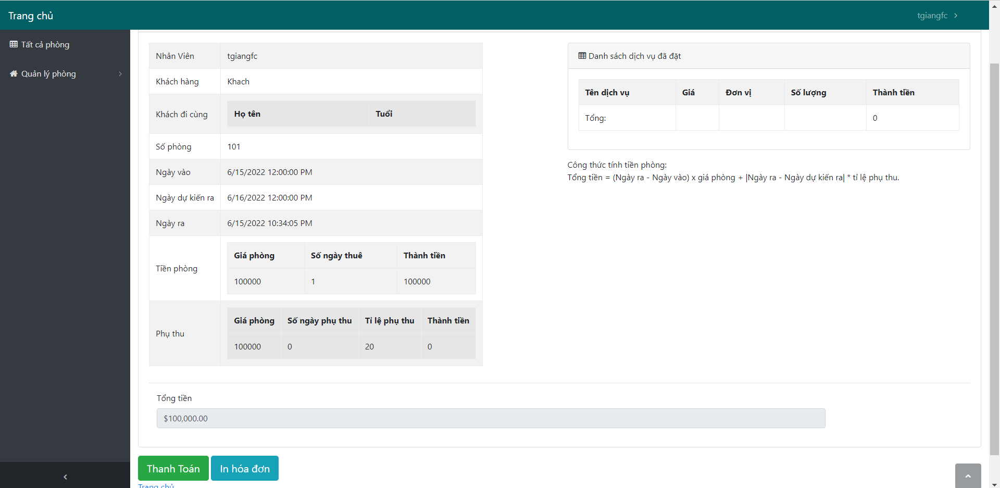 Trang chủ
tgiangfc
Tất cả phòng
Quản lý phòng
Nhân Viên tgiangfc
Khách hàng Khach
Khách đi cùng Họ tên Tuổi
Số phòng 101
Ngày vào 6/15/2022 12:00:00 PM
Ngày dự kiến ra 6/16/2022 12:00:00 PM
Ngày ra 6/15/2022 10:34:05 PM
Tiền phòng
Giá phòng Số ngày thuê Thành tiền
100000 1 100000
Phụ thu
Giá phòng Số ngày phụ thu Tỉ lệ phụ thu Thành tiền
100000 0 20 0
Danh sách dịch vụ đã đặt
Tên dịch vụ Giá Đơn vị Số lượng Thành tiền
Tổng: 0
Công thức tính tiền phòng:
Tổng tiền = (Ngày ra - Ngày vào) x giá phòng + |Ngày ra - Ngày dự kiến ra| * tỉ lệ phụ thu.
Tổng tiền
$100,000.00
Thanh Toán
In hóa đơn
Trang chủ